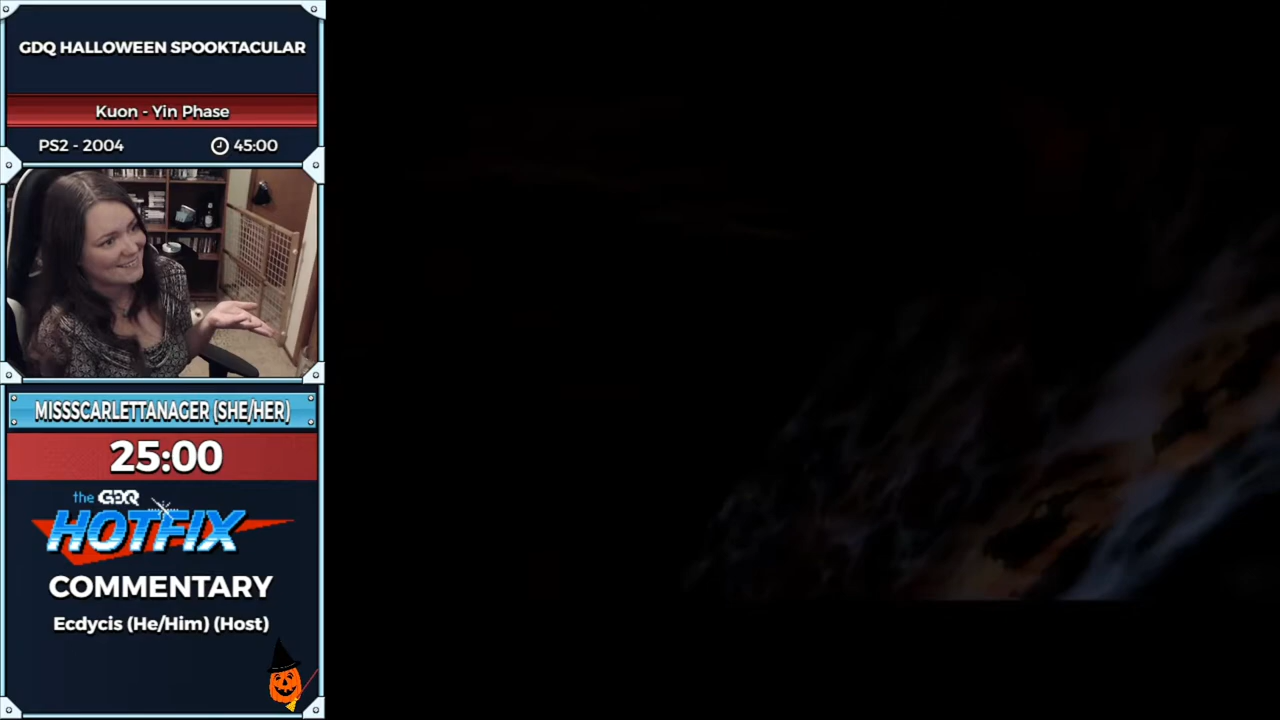 GDQ HALLOWEEN SPOOKTACULAR
Kuon - Yin Phase
PS2 - 2004 45:00
MISSSCARLETTANAGER (SHE/HER)
25:00
the GDQ
HOTFIX
COMMENTARY
Ecdycis (He/Him) (Host)